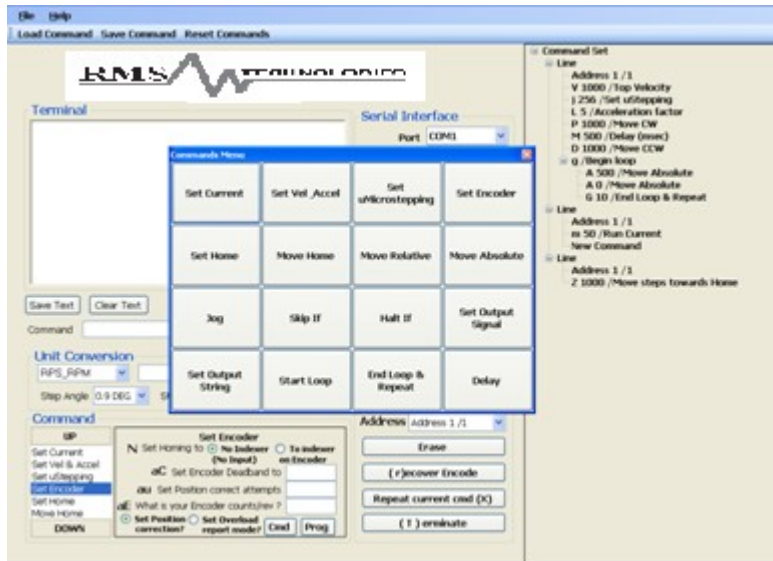 File Help
Load Command Save Command Reset Commands
RMS
Terminal
Serial Interface
Port COM1
Commands Menu
Set Current Set Vel ,Accel Set uMicrostepping Set Encoder
Set Home Move Home Move Relative Move Absolute
Jog Skip If Halt If Set Output Signal
Set Output String Start Loop End Loop & Repeat Delay
Save Text Clear Text
Command
Unit Conversion
RPS_RPM
Step Angle 0.9 DEG
Command
UP
Set Current
Set Vel & Accel
Set uStepping
Set Encoder
Set Home
Move Home
DOWN
Set Encoder
N Set Homing to No Indexer (No Input) To indexer on Encoder
aC Set Encoder Deadband to
au Set Position correct attempts
aE What is your Encoder counts/rev ?
Set Position correction? Set Overload report mode? Cmd Prog
Address Address 1 /1
Erase
( r)ecover Encode
Repeat current cmd (X)
( T ) erminate
Command Set
Line
Address 1 /1
V 1000 /Top Velocity
j 256 /Set uStepping
L 5 /Acceleration factor
P 1000 /Move CW
M 500 /Delay (msec)
D 1000 /Move CCW
g /Begin loop
A 500 /Move Absolute
A 0 /Move Absolute
G 10 /End Loop & Repeat
Line
Address 1 /1
m 50 /Run Current
New Command
Line
Address 1 /1
Z 1000 /Move steps towards Home